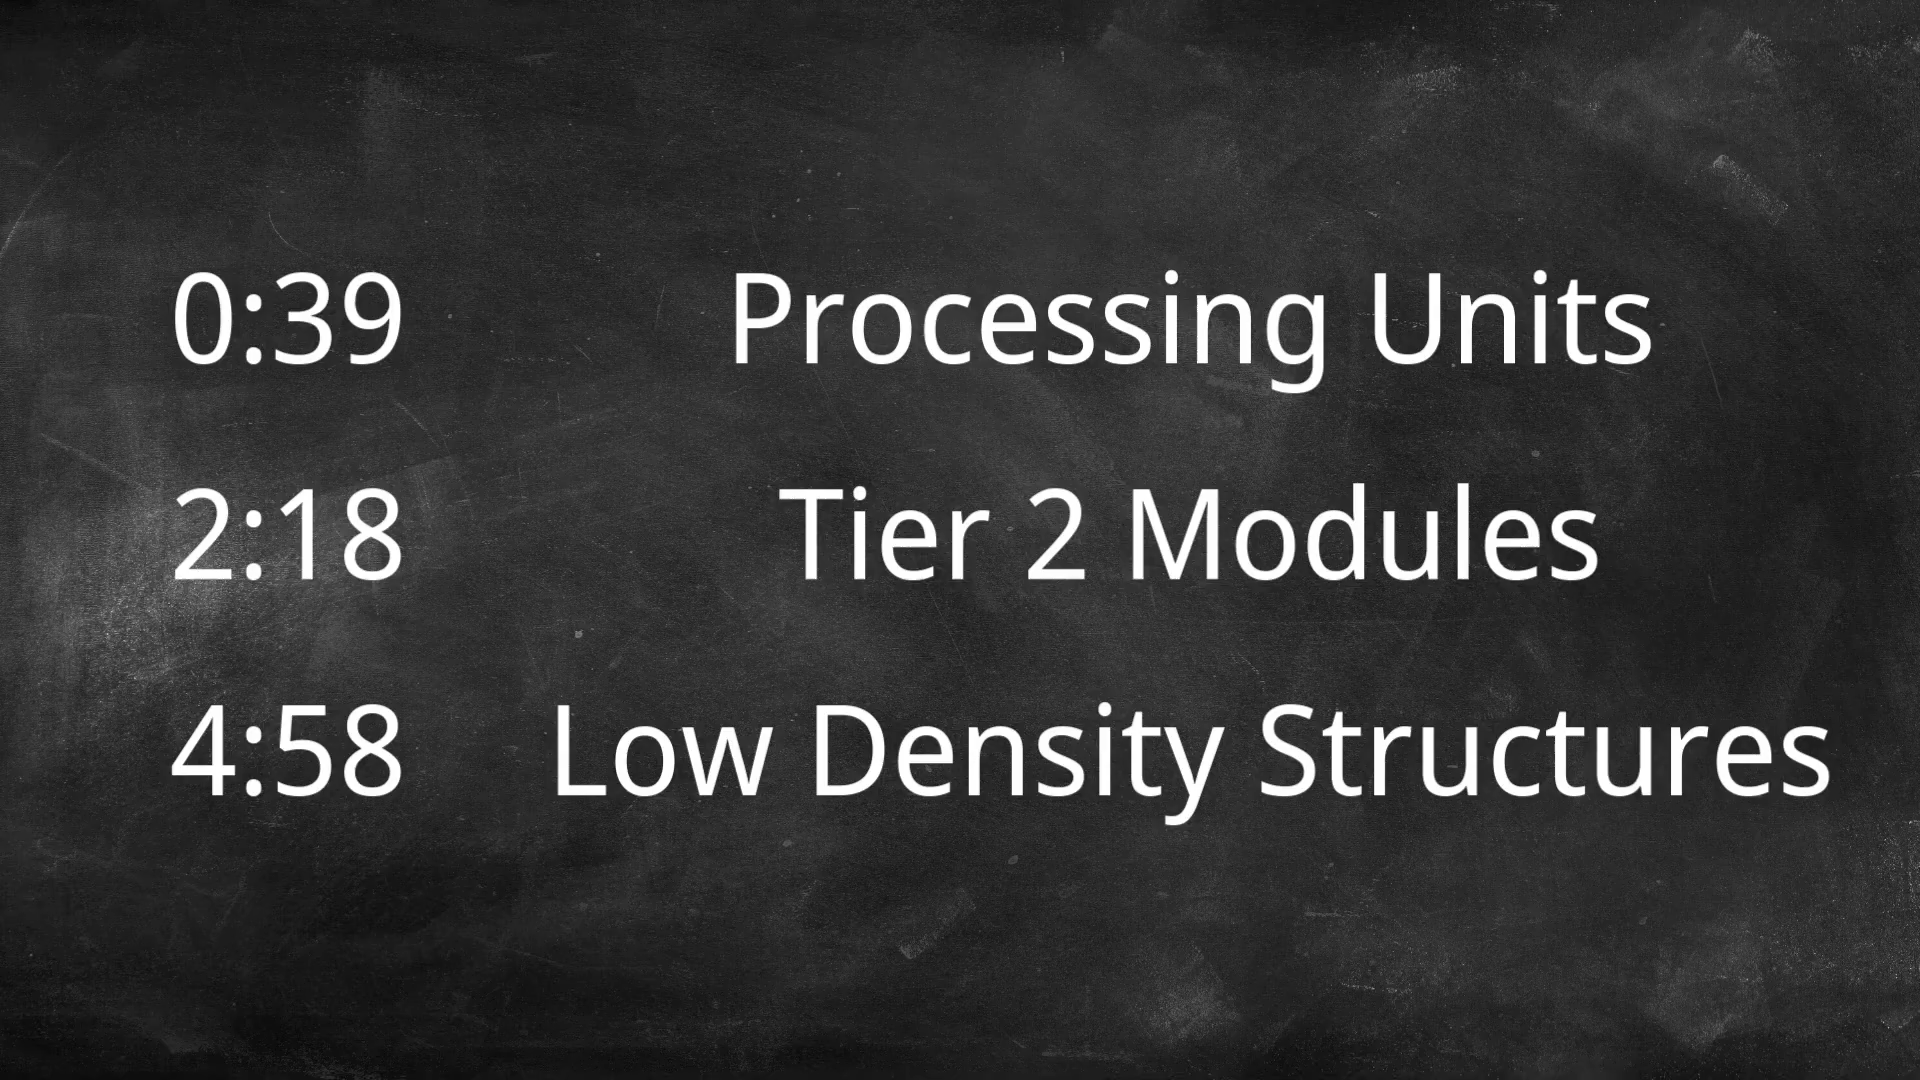 0:39 Processing Units
2:18 Tier 2 Modules
4:58 Low Density Structures